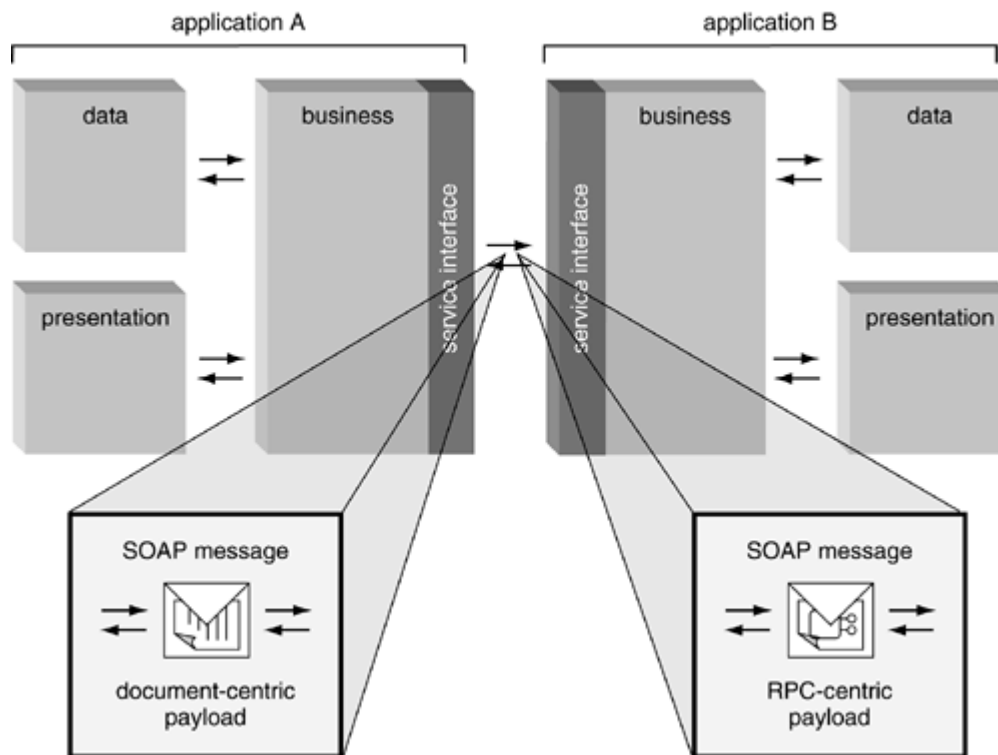 application A
application B
data
business
service interface
service interface
business
data
presentation
presentation
SOAP message
document-centric
payload
SOAP message
RPC-centric
payload